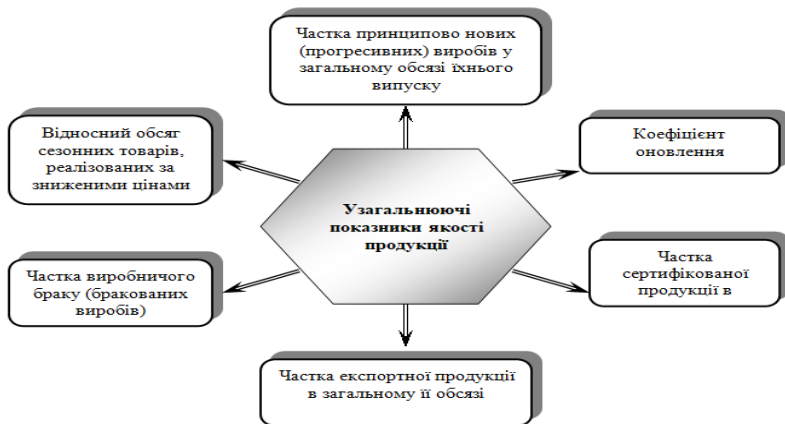 Частка принципово нових
(прогресивних) виробів у
загальному обсязі їхнього
випуску
Відносний обсяг
сезонних товарів,
реалізованих за
зниженими цінами
Коефіцієнт
оновлення
Узагальнюючі
показники якості
продукції
Частка виробничого
браку (бракованих
виробів)
Частка
сертифікованої
продукції в
Частка експортної продукції
в загальному її обсязі